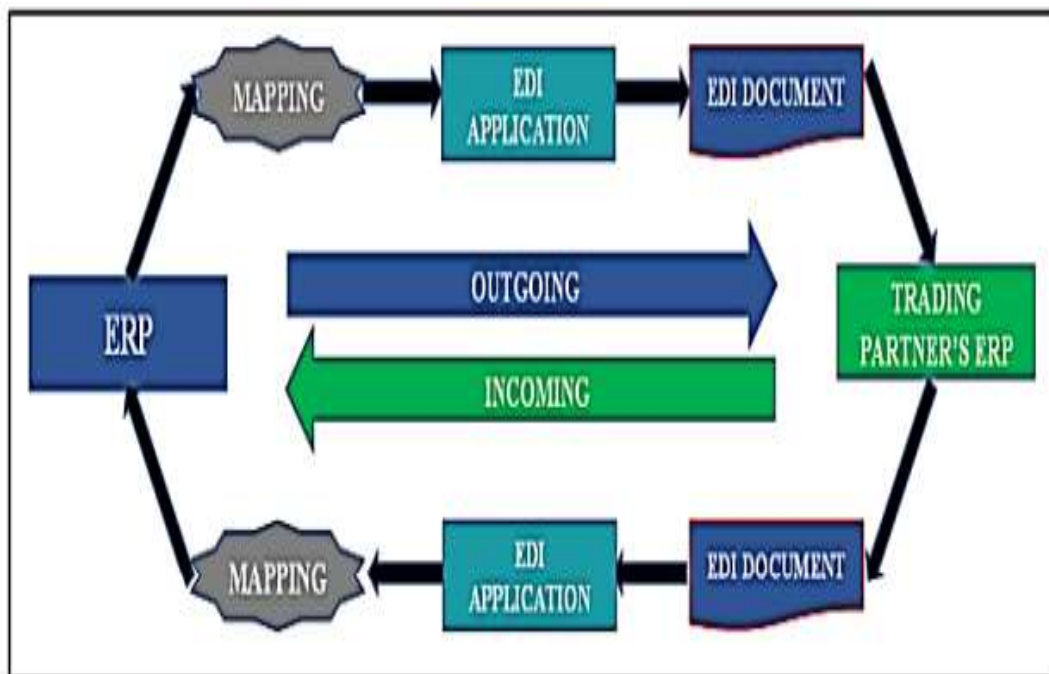 MAPPING
EDI
APPLICATION
EDI DOCUMENT
OUTGOING
ERP
TRADING
PARTNER'S ERP
INCOMING
MAPPING
EDI
APPLICATION
EDI DOCUMENT